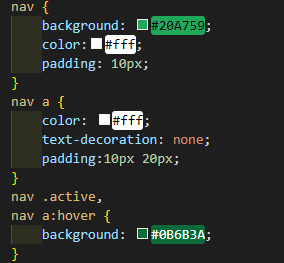 nav {
background: #20A759;
color: #fff;
padding: 10px;
}
nav a {
color: #fff;
text-decoration: none;
padding:10px 20px;
}
nav .active,
nav a:hover {
background: #0B6B3A;
}